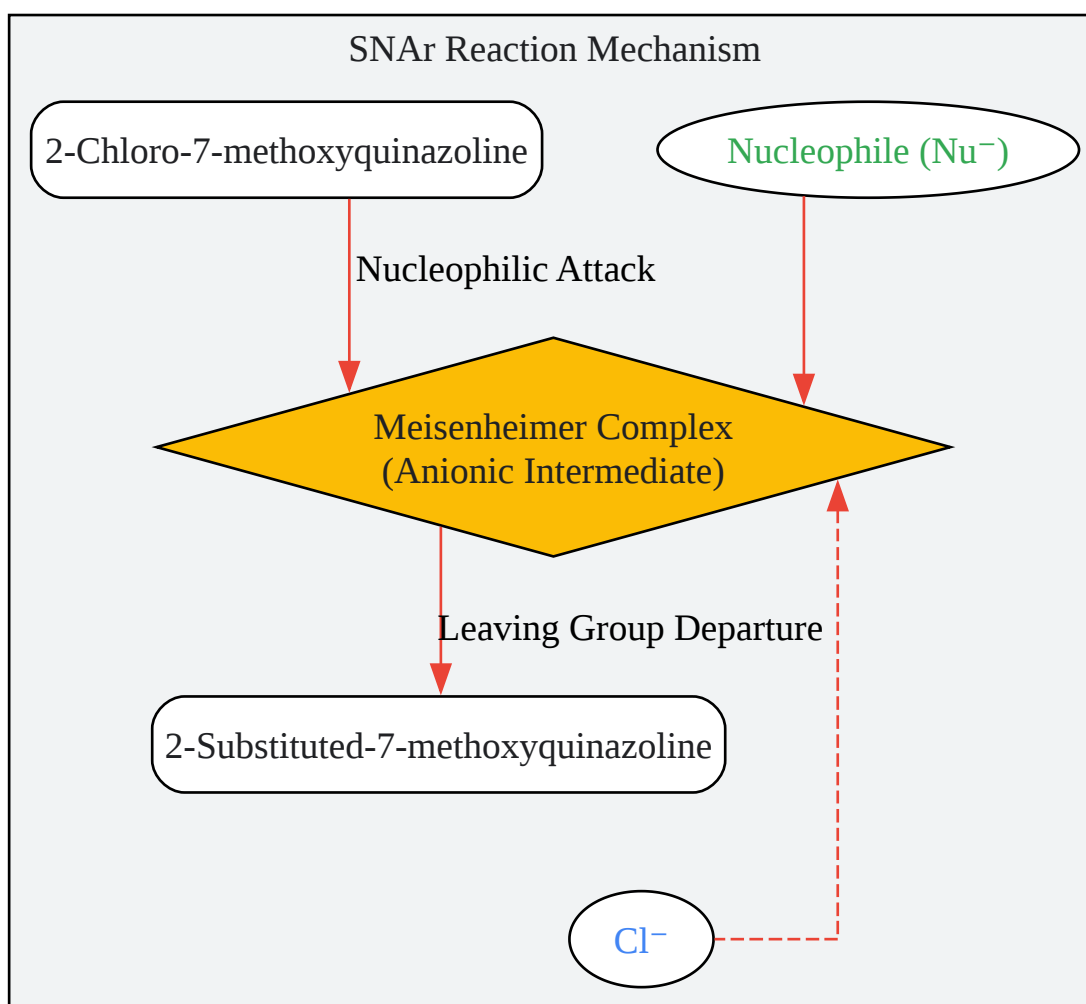 SNAr Reaction Mechanism
2-Chloro-7-methoxyquinazoline
Nucleophile (Nu⁻)
Nucleophilic Attack
Meisenheimer Complex
(Anionic Intermediate)
Leaving Group Departure
2-Substituted-7-methoxyquinazoline
Cl⁻